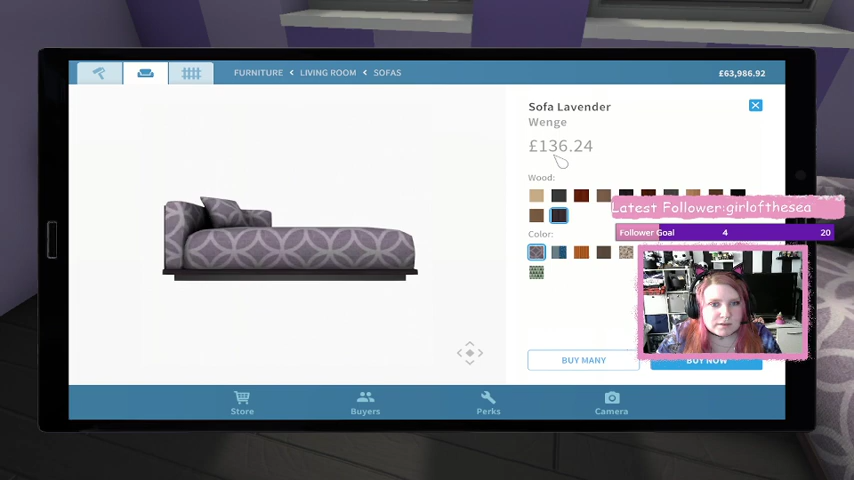 FURNITURE < LIVING ROOM < SOFAS
£63,986.92
Sofa Lavender
Wenge
£136.24
Wood:
Latest Follower:girlofthesea
Follower Goal 4 20
Color:
BUY MANY
BUY NOW
Store
Buyers
Perks
Camera